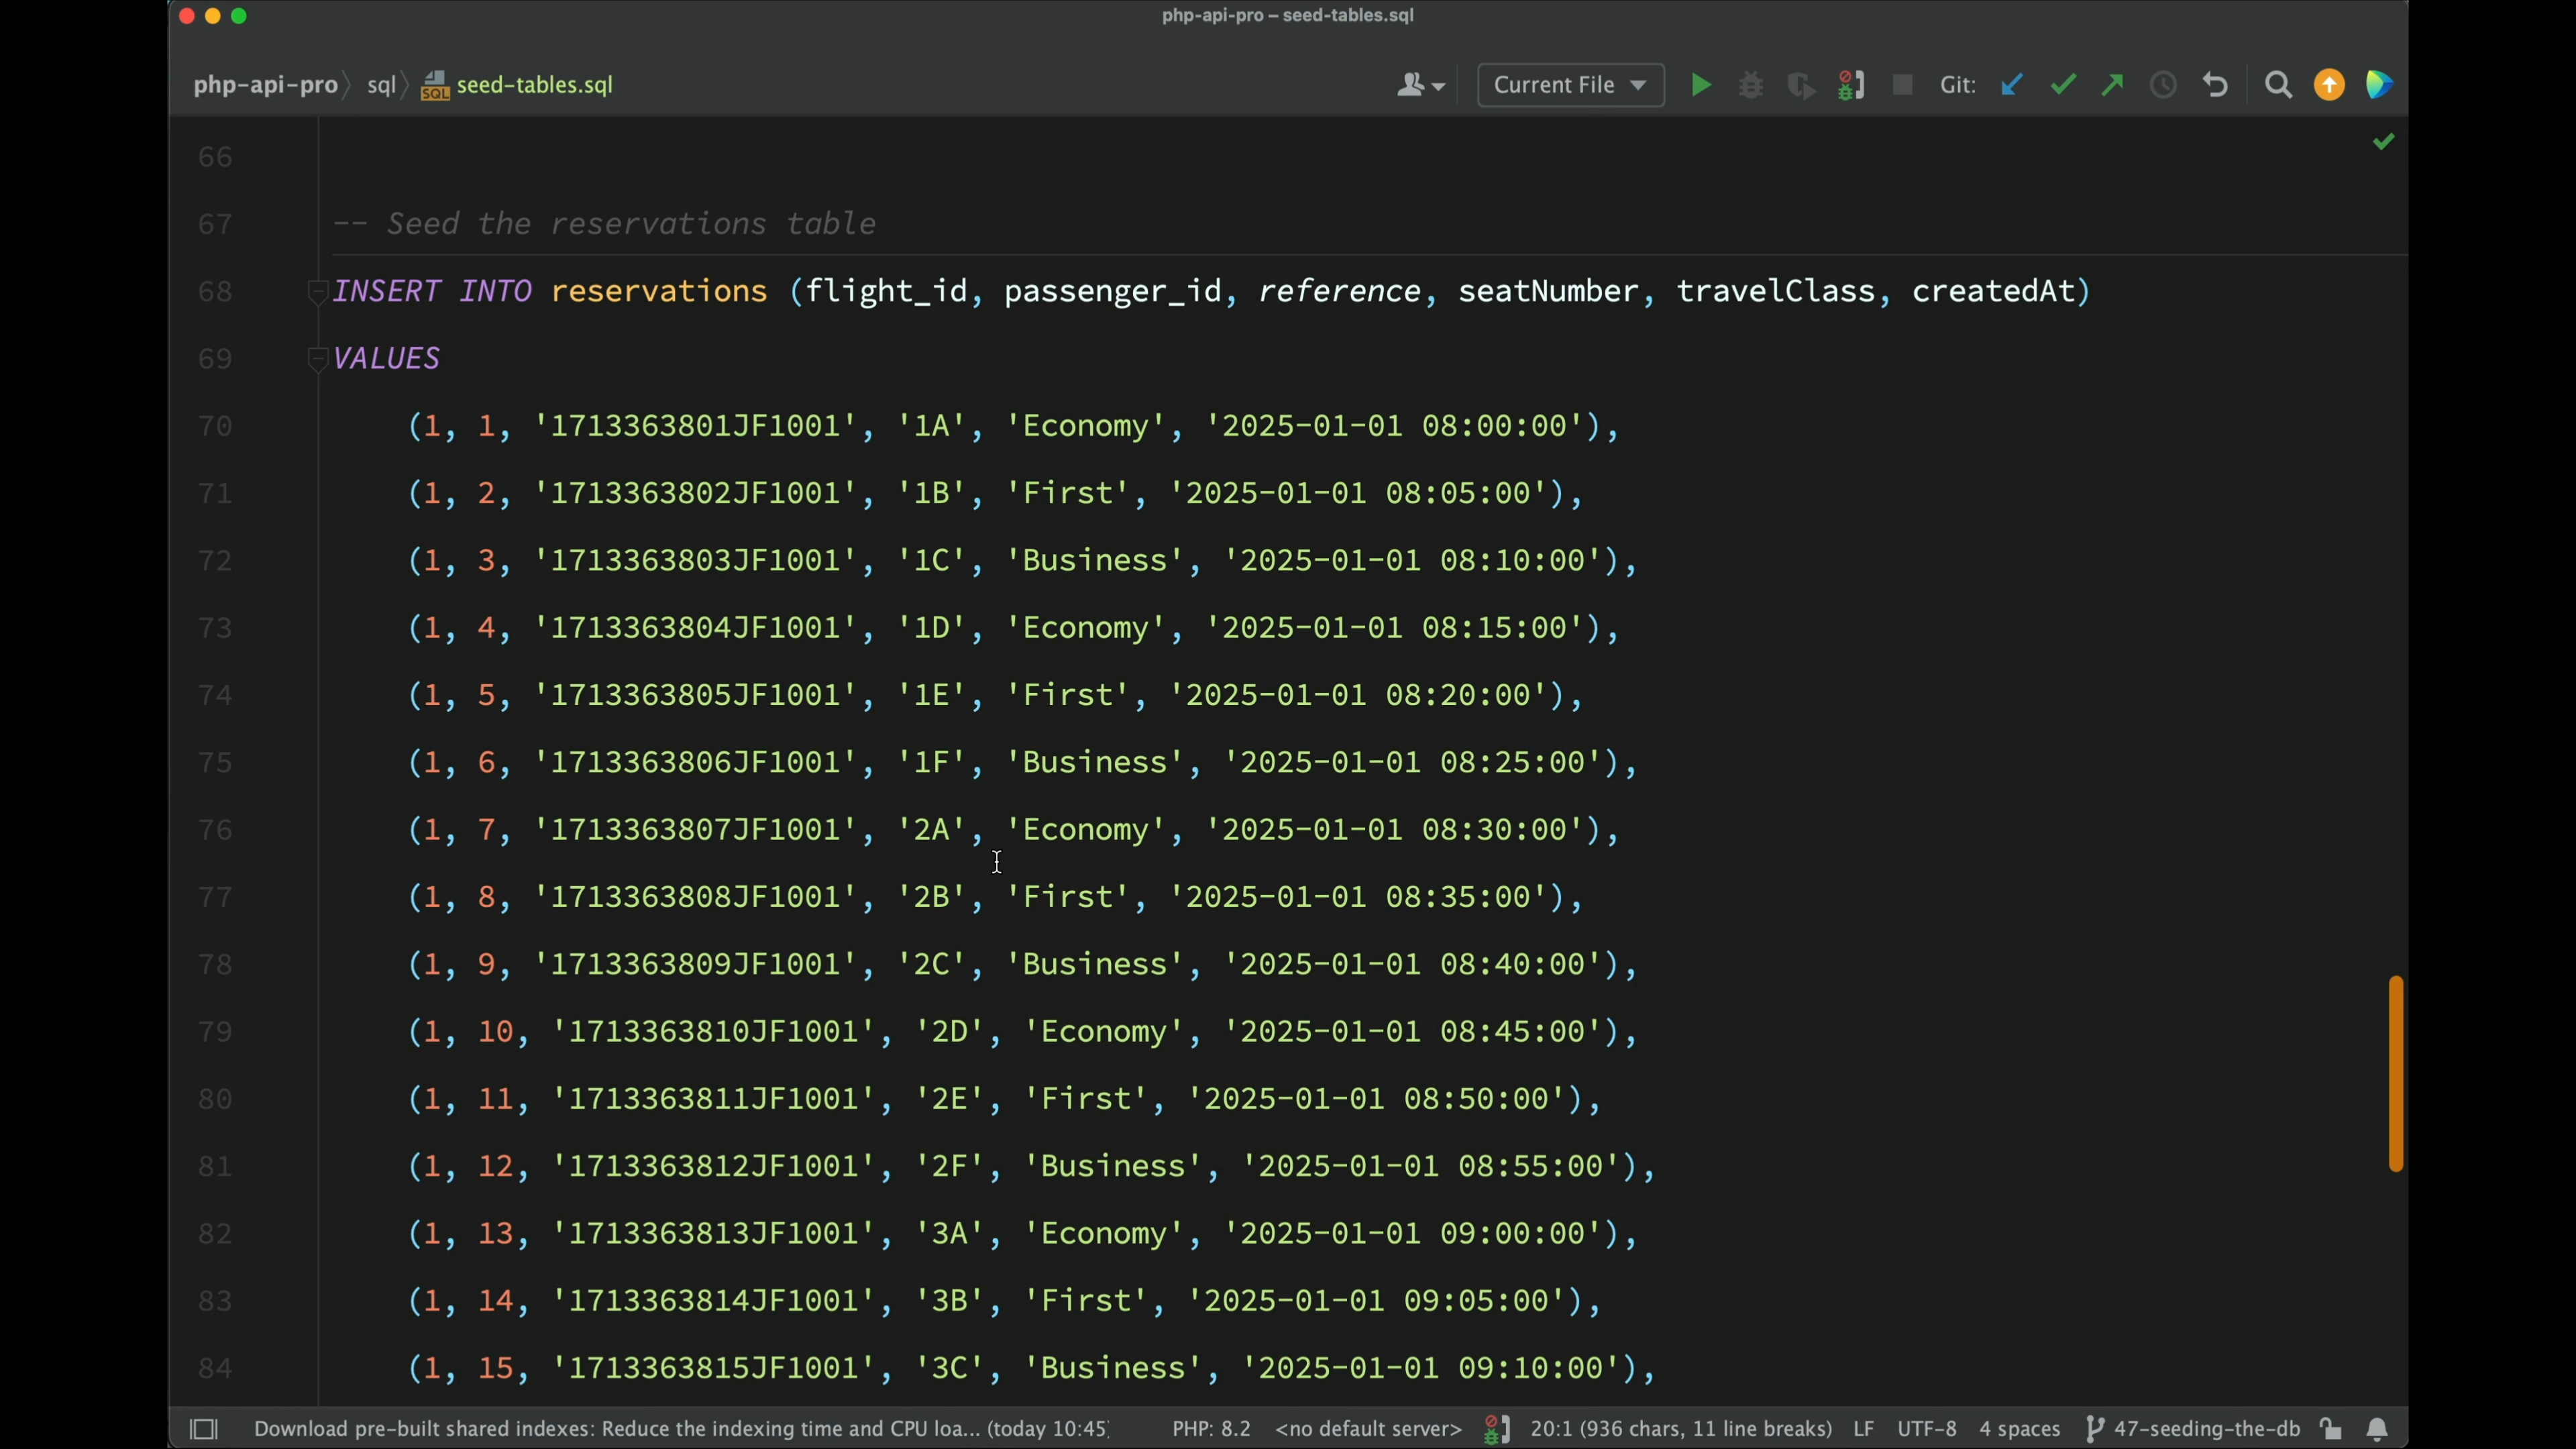 php-api-pro – seed-tables.sql
php-api-pro sql SQL seed-tables.sql Current File Git:
66
67 -- Seed the reservations table
68 INSERT INTO reservations (flight_id, passenger_id, reference, seatNumber, travelClass, createdAt)
69 VALUES
70 (1, 1, '1713363801JF1001', '1A', 'Economy', '2025-01-01 08:00:00'),
71 (1, 2, '1713363802JF1001', '1B', 'First', '2025-01-01 08:05:00'),
72 (1, 3, '1713363803JF1001', '1C', 'Business', '2025-01-01 08:10:00'),
73 (1, 4, '1713363804JF1001', '1D', 'Economy', '2025-01-01 08:15:00'),
74 (1, 5, '1713363805JF1001', '1E', 'First', '2025-01-01 08:20:00'),
75 (1, 6, '1713363806JF1001', '1F', 'Business', '2025-01-01 08:25:00'),
76 (1, 7, '1713363807JF1001', '2A', 'Economy', '2025-01-01 08:30:00'),
77 (1, 8, '1713363808JF1001', '2B', 'First', '2025-01-01 08:35:00'),
78 (1, 9, '1713363809JF1001', '2C', 'Business', '2025-01-01 08:40:00'),
79 (1, 10, '1713363810JF1001', '2D', 'Economy', '2025-01-01 08:45:00'),
80 (1, 11, '1713363811JF1001', '2E', 'First', '2025-01-01 08:50:00'),
81 (1, 12, '1713363812JF1001', '2F', 'Business', '2025-01-01 08:55:00'),
82 (1, 13, '1713363813JF1001', '3A', 'Economy', '2025-01-01 09:00:00'),
83 (1, 14, '1713363814JF1001', '3B', 'First', '2025-01-01 09:05:00'),
84 (1, 15, '1713363815JF1001', '3C', 'Business', '2025-01-01 09:10:00'),
Download pre-built shared indexes: Reduce the indexing time and CPU loa... (today 10:45) PHP: 8.2 <no default server> 20:1 (936 chars, 11 line breaks) LF UTF-8 4 spaces 47-seeding-the-db